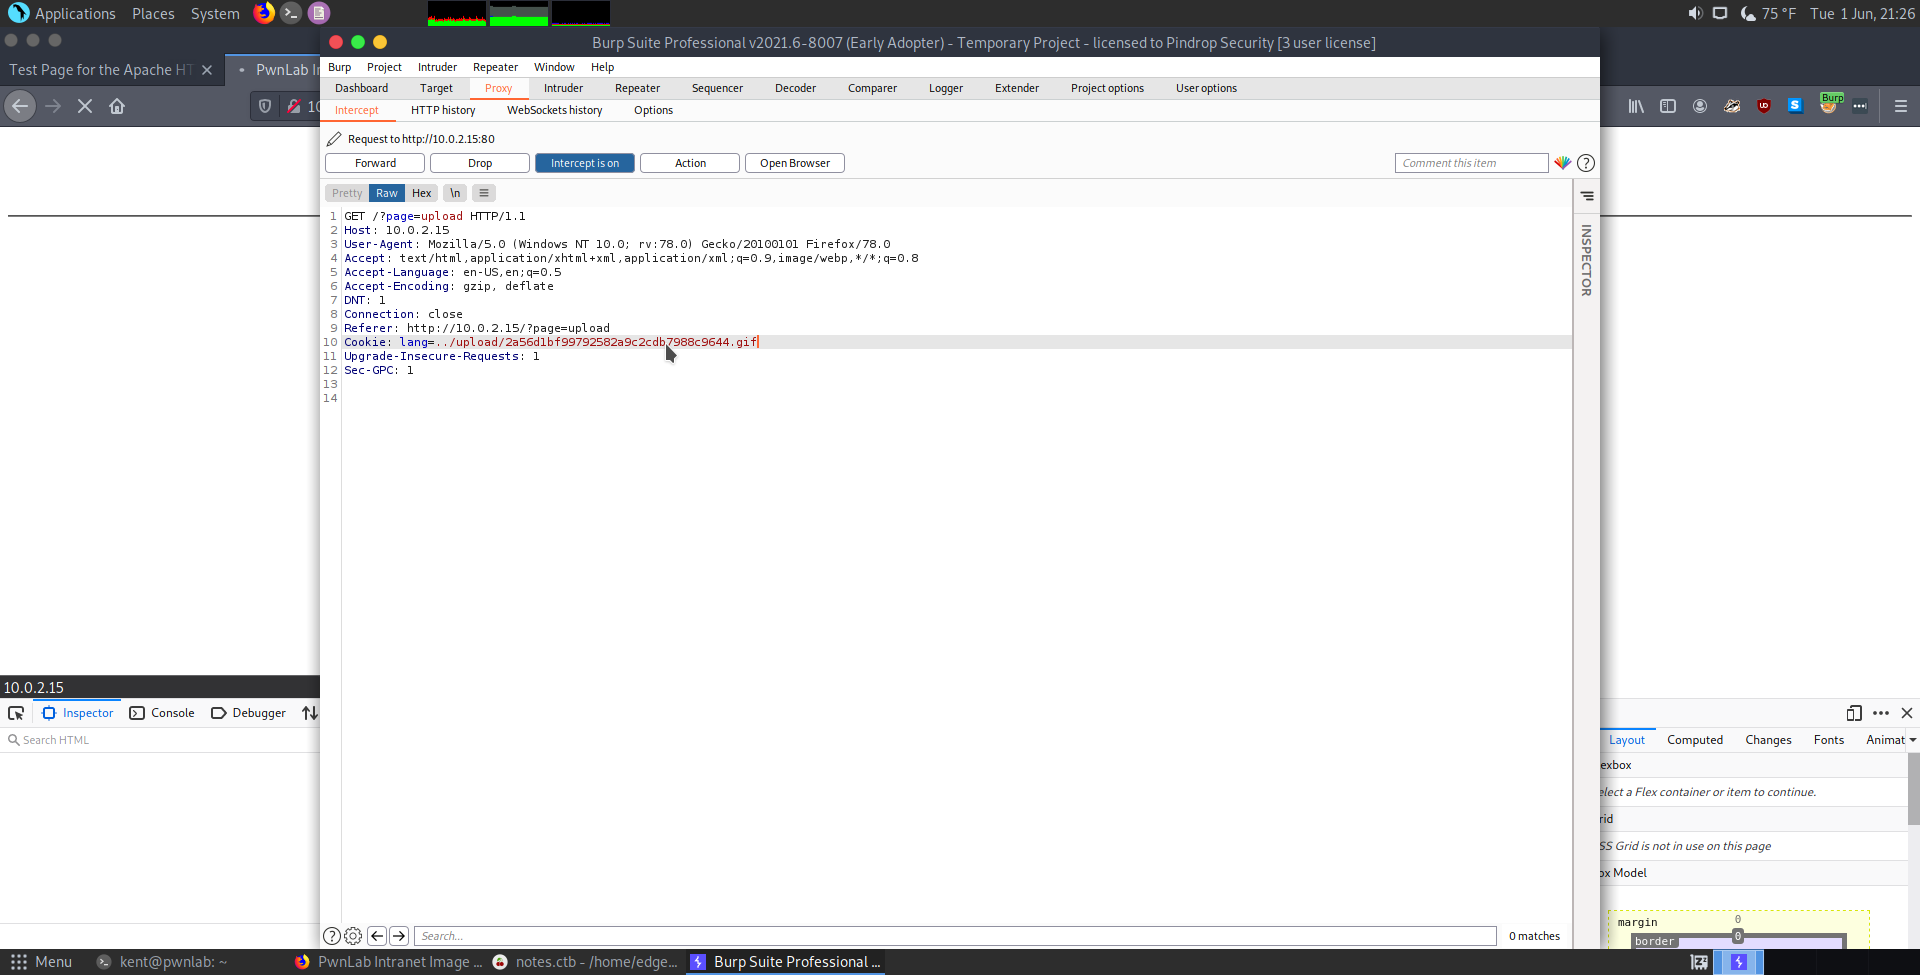 Applications Places System 75 °F Tue 1 Jun, 21:26
Burp Suite Professional v2021.6-8007 (Early Adopter) - Temporary Project - licensed to Pindrop Security [3 user license]
Test Page for the Apache HT PwnLab In
Burp Project Intruder Repeater Window Help
Dashboard Target Proxy Intruder Repeater Sequencer Decoder Comparer Logger Extender Project options User options
10 Burp
Intercept HTTP history WebSockets history Options
Request to http://10.0.2.15:80
Forward Drop Intercept is on Action Open Browser Comment this item
Pretty Raw Hex \n
INSPECTOR
1 GET /?page=upload HTTP/1.1
2 Host: 10.0.2.15
3 User-Agent: Mozilla/5.0 (Windows NT 10.0; rv:78.0) Gecko/20100101 Firefox/78.0
4 Accept: text/html,application/xhtml+xml,application/xml;q=0.9,image/webp,*/*;q=0.8
5 Accept-Language: en-US,en;q=0.5
6 Accept-Encoding: gzip, deflate
7 DNT: 1
8 Connection: close
9 Referer: http://10.0.2.15/?page=upload
10 Cookie: lang=../upload/2a56d1bf99792582a9c2cdb7988c9644.gif
11 Upgrade-Insecure-Requests: 1
12 Sec-GPC: 1
13
14
10.0.2.15
Inspector Console Debugger
Search HTML
Layout Computed Changes Fonts Animat
exbox
elect a Flex container or item to continue.
rid
SS Grid is not in use on this page
ox Model
margin 0
border 0
Search... 0 matches
Menu kent@pwnlab: ~ PwnLab Intranet Image ... notes.ctb - /home/edge... Burp Suite Professional ...